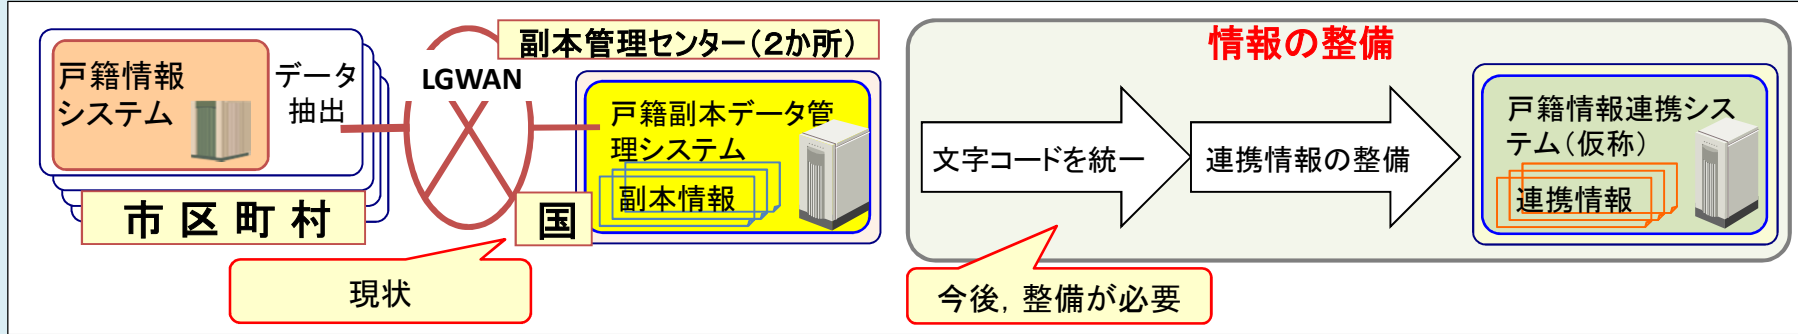 戸籍情報
システム
データ
抽出
市区町村
LGWAN
副本管理センター（２か所）
戸籍副本データ管
理システム
副本情報
国
現状
情報の整備
文字コードを統一
連携情報の整備
戸籍情報連携シス
テム（仮称）
連携情報
今後，整備が必要